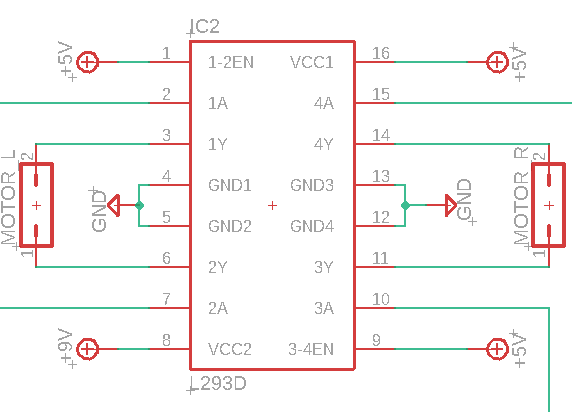 IC2
+5V
1
1-2EN
VCC1
16
+5V
2
1A
4A
15
3
1Y
4Y
14
MOTOR_L
2
1
4
GND1
GND3
13
MOTOR_R
2
1
GND
GND
5
GND2
GND4
12
6
2Y
3Y
11
7
2A
3A
10
+9V
8
VCC2
3-4EN
9
+5V
L293D